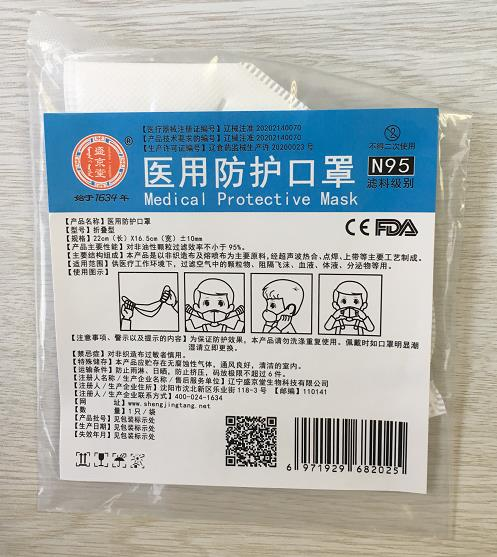 盛京堂
®
始于1634年
【医疗器械注册证编号】辽械注准20202140070
【产品技术要求的编号】辽械注准20202140070
【生产许可证编号】辽食药监械生产许20200023号
不得二次使用
医用防护口罩
Medical Protective Mask
N95
滤料级别
CE FDA
【产品名称】医用防护口罩
【型号】折叠型
【规格】22cm（长）X16.5cm（宽）±10mm
【产品主要性能】对非油性颗粒过滤效率不小于 95%。
【主要结构组成】本产品是以非织造布及熔喷布为主要原料，经超声波热合、点焊、上带等主要工艺制成。
【适用范围】供医疗工作环境下，过滤空气中的颗粒物、阻隔飞沫、血液、体液、分泌物等用。
【使用图示】
【注意事项、警示以及提示的内容】为保证防护效果，本产品请勿洗涤重复使用。佩戴时如口罩明显潮
湿请立即更换。
【禁忌症】对非织造布过敏者慎用。
【特殊储存】本产品应贮存在无腐蚀性气体，通风良好，清洁的室内。
【运输条件】防止雨淋、日晒，防止挤压，码放极限不超过 6 件。
【注册人名称／生产企业名称／售后服务单位】辽宁盛京堂生物科技有限公司
【注册人／生产企业住所】沈阳市沈北新区生物街 118-3 号 【邮编】110141
【注册人／生产企业联系方式】400-024-1634
【网 址】www.shengjingtang.net
【数 量】1 只／袋
【产品批号】见包装标示处
【生产日期】见包装标示处
【失效年月】见包装标示处
6 971929 682025